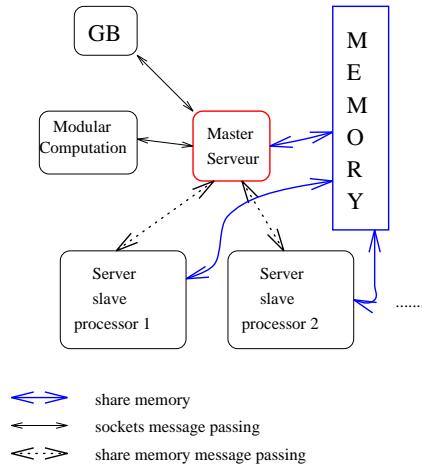 GB
M
E
M
O
R
Y
Modular
Computation
Master
Serveur
Server
slave
processor 1
Server
slave
processor 2
.......
share memory
sockets message passing
share memory message passing